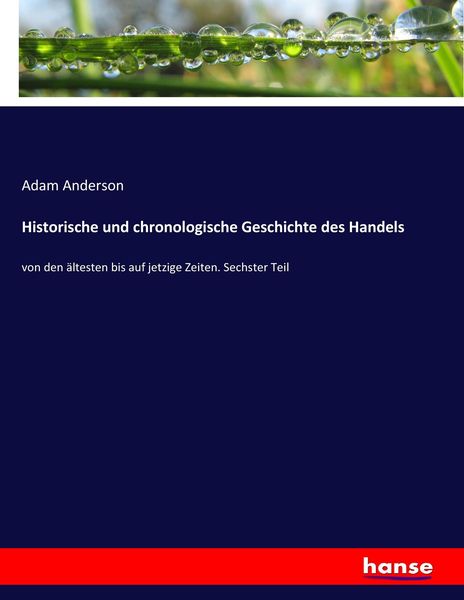 Adam Anderson
Historische und chronologische Geschichte des Handels
von den ältesten bis auf jetzige Zeiten. Sechster Teil
hanse